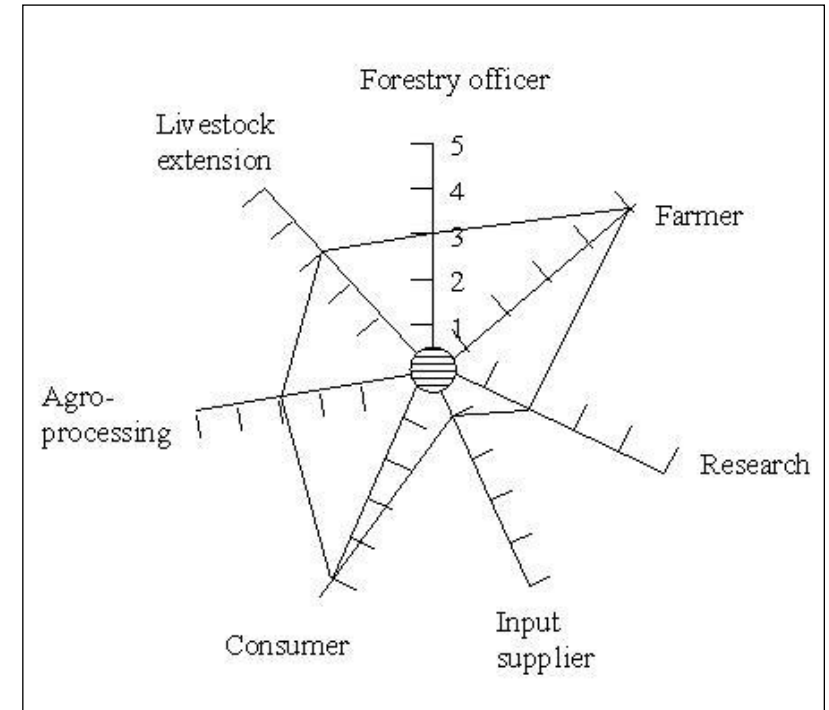 Forestry officer
Livestock
extension
5
4
3
2
1
Farmer
Agro-
processing
Research
Consumer
Input
supplier